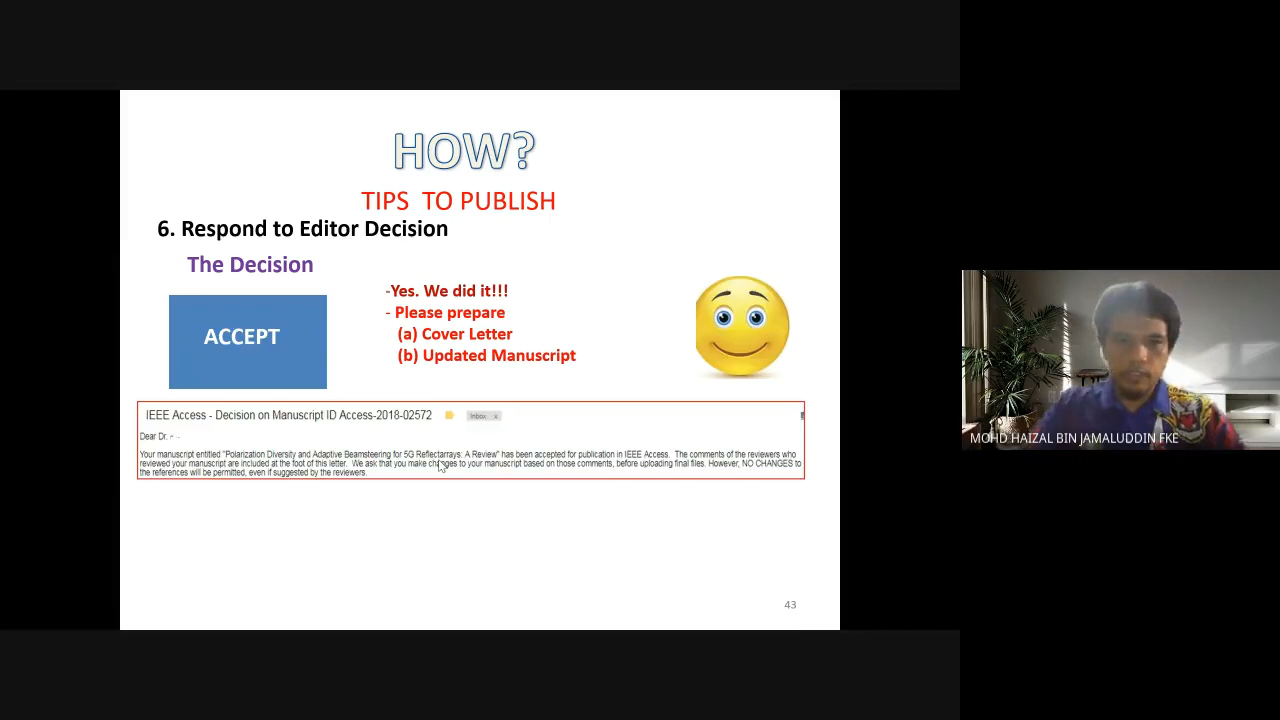 HOW?
TIPS TO PUBLISH
6. Respond to Editor Decision
The Decision
ACCEPT
-Yes. We did it!!!
- Please prepare
(a) Cover Letter
(b) Updated Manuscript
IEEE Access - Decision on Manuscript ID Access-2018-02572
Inbox x
Dear Dr.
Your manuscript entitled "Polarization Diversity and Adaptive Beamsteering for 5G Reflectarrays: A Review" has been accepted for publication in IEEE Access. The comments of the reviewers who
reviewed your manuscript are included at the foot of this letter. We ask that you make changes to your manuscript based on those comments, before uploading final files. However, NO CHANGES to
the references will be permitted, even if suggested by the reviewers.
43
MOHD HAIZAL BIN JAMALUDDIN FKE